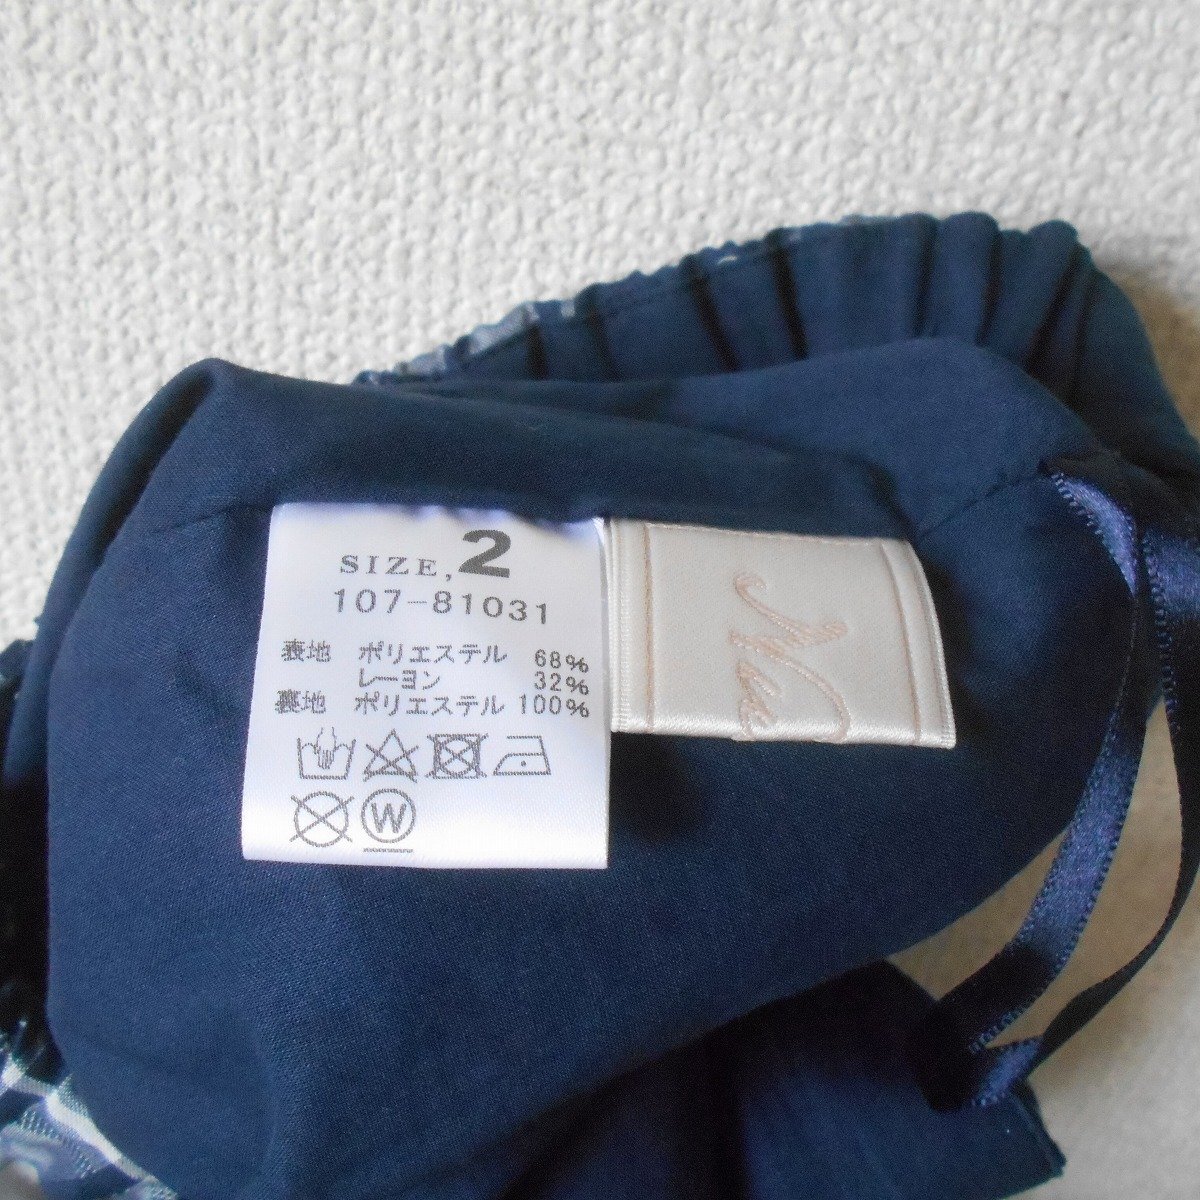 SIZE, 2
107-81031
表地 ポリエステル 68%
レーヨン 32%
裏地 ポリエステル 100%
W